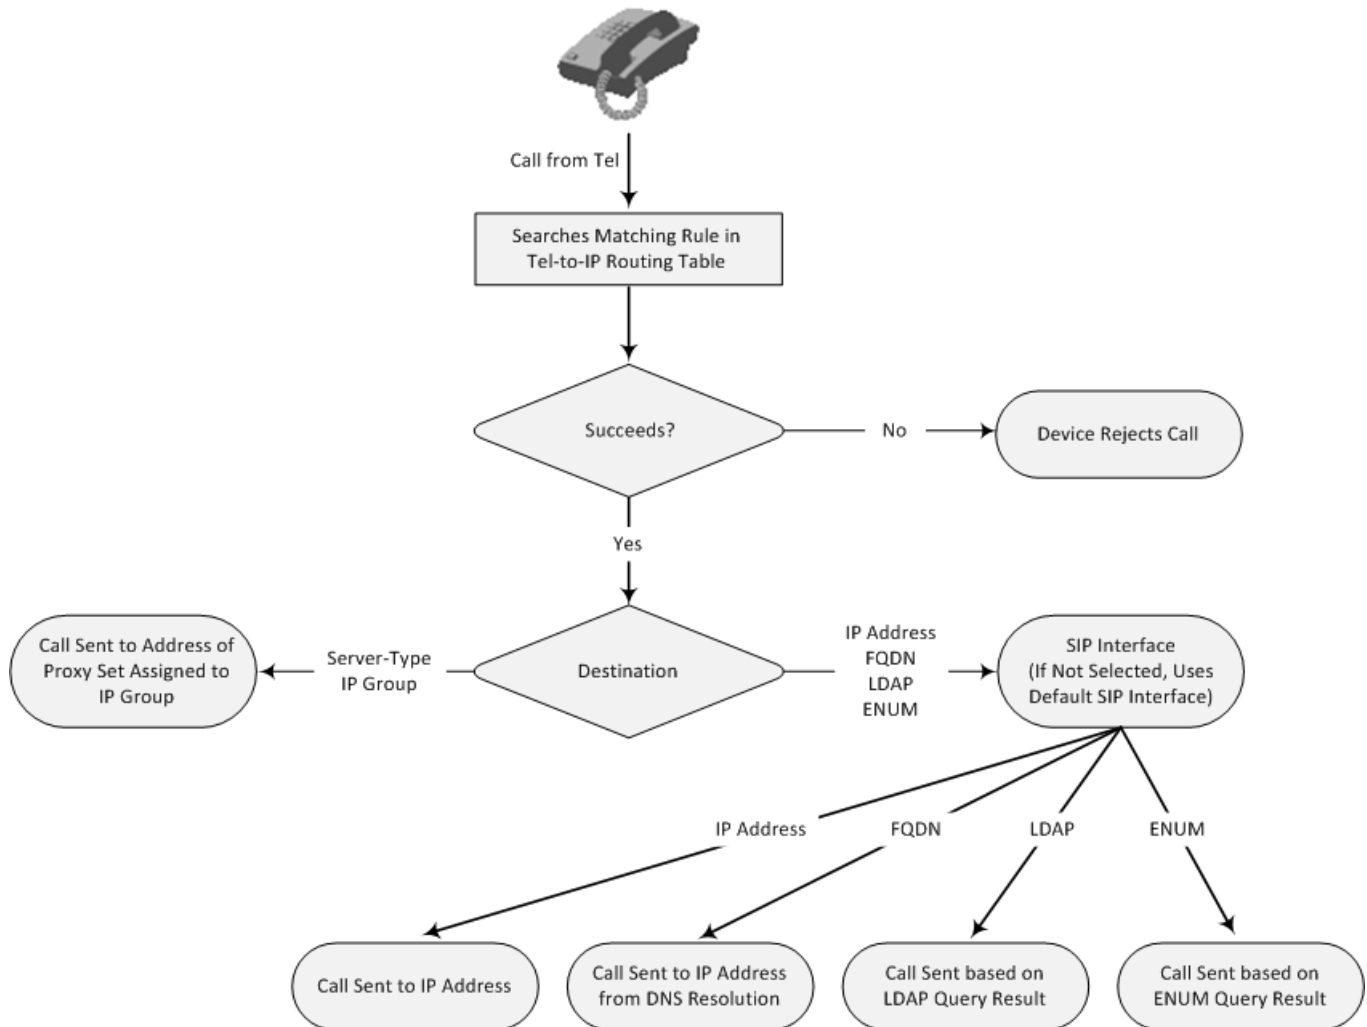 Call from Tel
Searches Matching Rule in
Tel-to-IP Routing Table
Succeeds?
No
Device Rejects Call
Yes
Call Sent to Address of
Proxy Set Assigned to
IP Group
Server-Type
IP Group
Destination
IP Address
FQDN
LDAP
ENUM
SIP Interface
(If Not Selected, Uses
Default SIP Interface)
IP Address
FQDN
LDAP
ENUM
Call Sent to IP Address
Call Sent to IP Address
from DNS Resolution
Call Sent based on
LDAP Query Result
Call Sent based on
ENUM Query Result